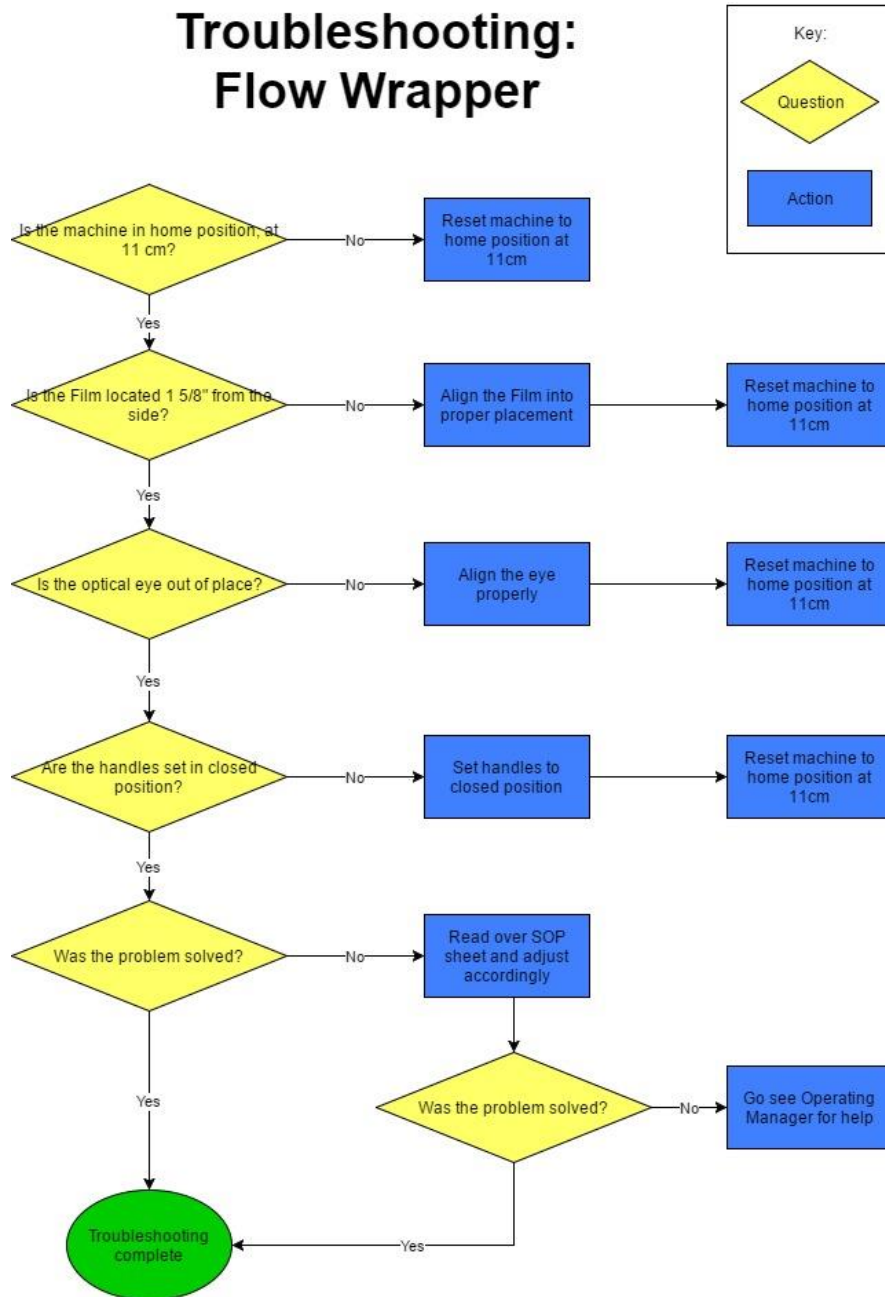 Troubleshooting:
Flow Wrapper
Key:
Question
Action
Is the machine in home position, at
11 cm?
No
Reset machine to
home position at
11cm
Yes
Is the Film located 1 5/8" from the
side?
No
Align the Film into
proper placement
Reset machine to
home position at
11cm
Yes
Is the optical eye out of place?
No
Align the eye
properly
Reset machine to
home position at
11cm
Yes
Are the handles set in closed
position?
No
Set handles to
closed position
Reset machine to
home position at
11cm
Yes
Was the problem solved?
No
Read over SOP
sheet and adjust
accordingly
Yes
Was the problem solved?
No
Go see Operating
Manager for help
Troubleshooting
complete
Yes